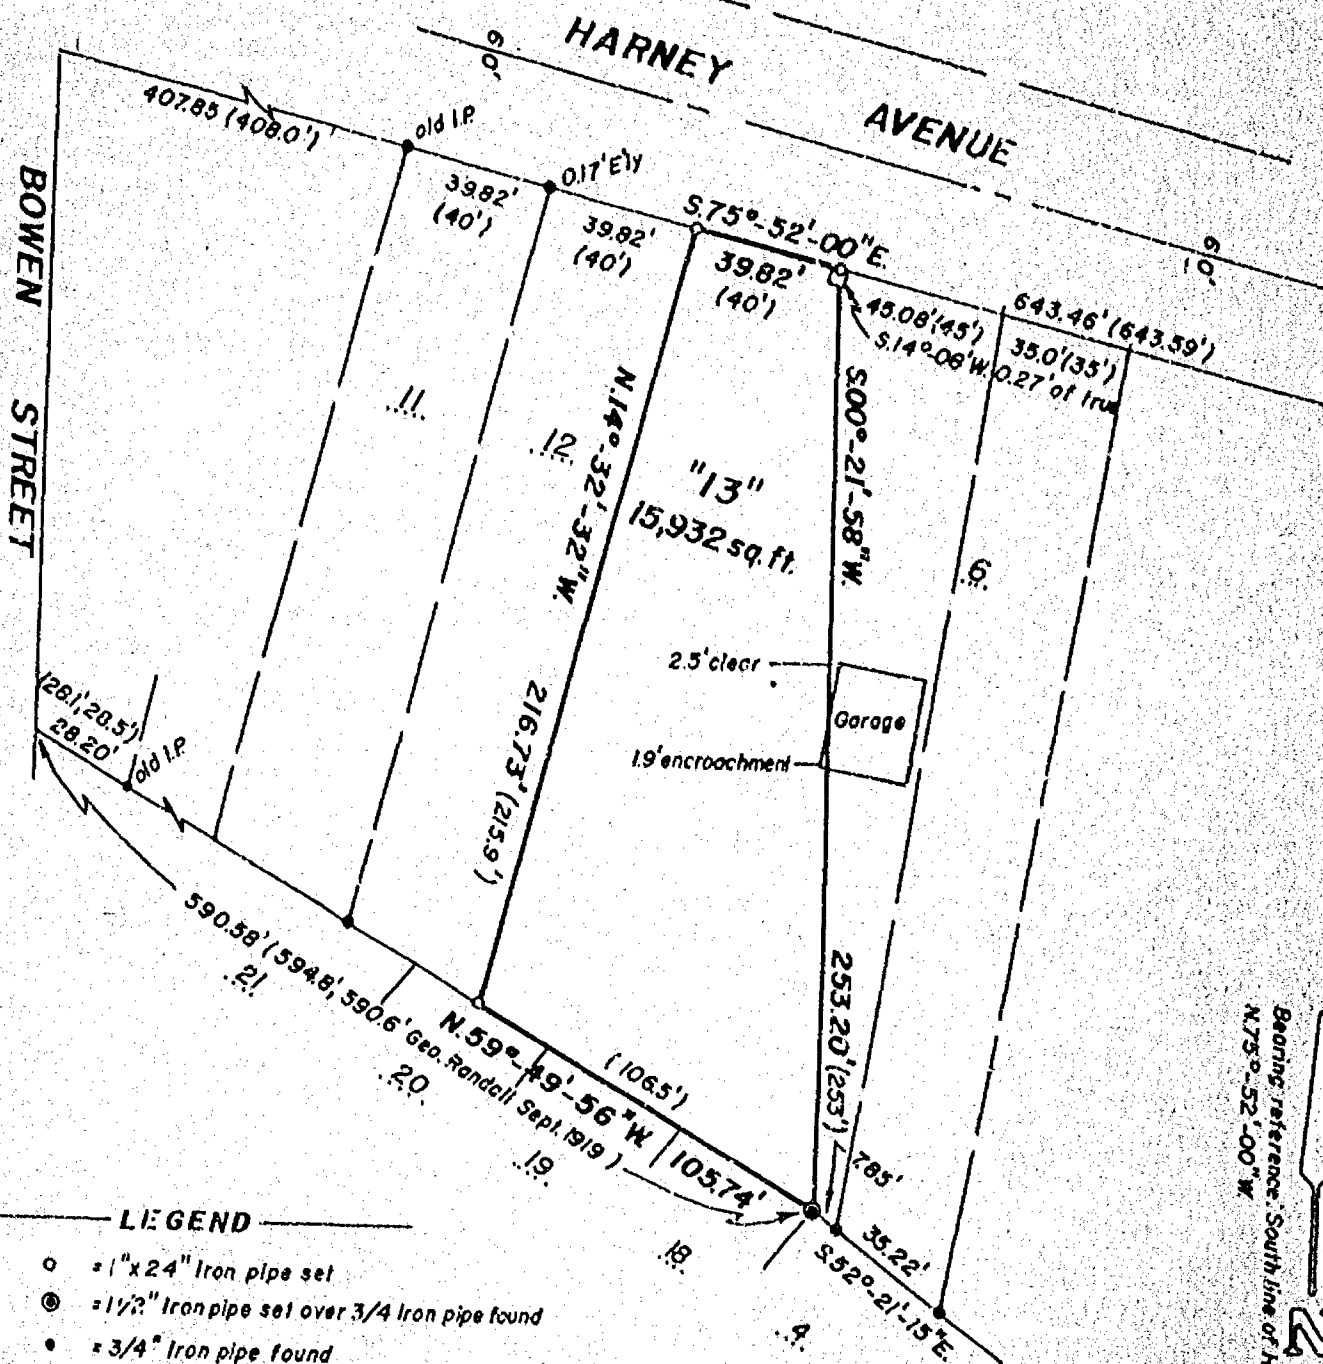 HARNEY
AVENUE
60'
60'
BOWEN STREET
407.85 (408.0')
old I.P.
39.82'
(40')
0.17' E'ly
39.82'
(40')
S.75°-52'-00"E.
39.82'
(40')
45.08'(45')
S.14°-08'W. 0.27' of true
643.46' (643.59')
35.0'(35')
11
12
N.14°-32'-32"W.
216.73' (215.9')
"13"
15,932 sq. ft.
S.00°-21'-58"W.
253.20' (253')
6
2.5' clear
Garage
1.9' encroachment
(28.1', 28.5')
28.20'
old I.P.
590.58' (594.8', 590.6' Geo. Randall Sept. 1919)
21
20
19
18
4
N.59°-49'-56"W.
(106.5')
105.74'
7.85'
35.22'
S.52°-21'-15"E.
Bearing reference: South line of
N.75°-52'-00"W.
LEGEND
= 1"x24" Iron pipe set
= 1 1/2" Iron pipe set over 3/4 Iron pipe found
= 3/4" Iron pipe found